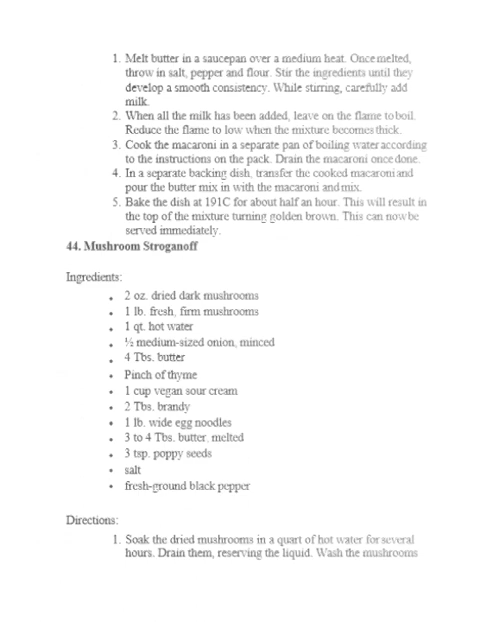 1. Melt butter in a saucepan over a medium heat. Once melted,
throw in salt, pepper and flour. Stir the ingredients until they
develop a smooth consistency. While stirring, carefully add
milk.
2. When all the milk has been added, leave on the flame to boil.
Reduce the flame to low when the mixture becomes thick.
3. Cook the macaroni in a separate pan of boiling water according
to the instructions on the pack. Drain the macaroni once done.
4. In a separate backing dish, transfer the cooked macaroni and
pour the butter mix in with the macaroni and mix.
5. Bake the dish at 191C for about half an hour. This will result in
the top of the mixture turning golden brown. This can now be
served immediately.
44. Mushroom Stroganoff
Ingredients:
• 2 oz. dried dark mushrooms
• 1 lb. fresh, firm mushrooms
• 1 qt. hot water
• ½ medium-sized onion, minced
• 4 Tbs. butter
• Pinch of thyme
• 1 cup vegan sour cream
• 2 Tbs. brandy
• 1 lb. wide egg noodles
• 3 to 4 Tbs. butter, melted
• 3 tsp. poppy seeds
• salt
• fresh-ground black pepper
Directions:
1. Soak the dried mushrooms in a quart of hot water for several
hours. Drain them, reserving the liquid. Wash the mushrooms